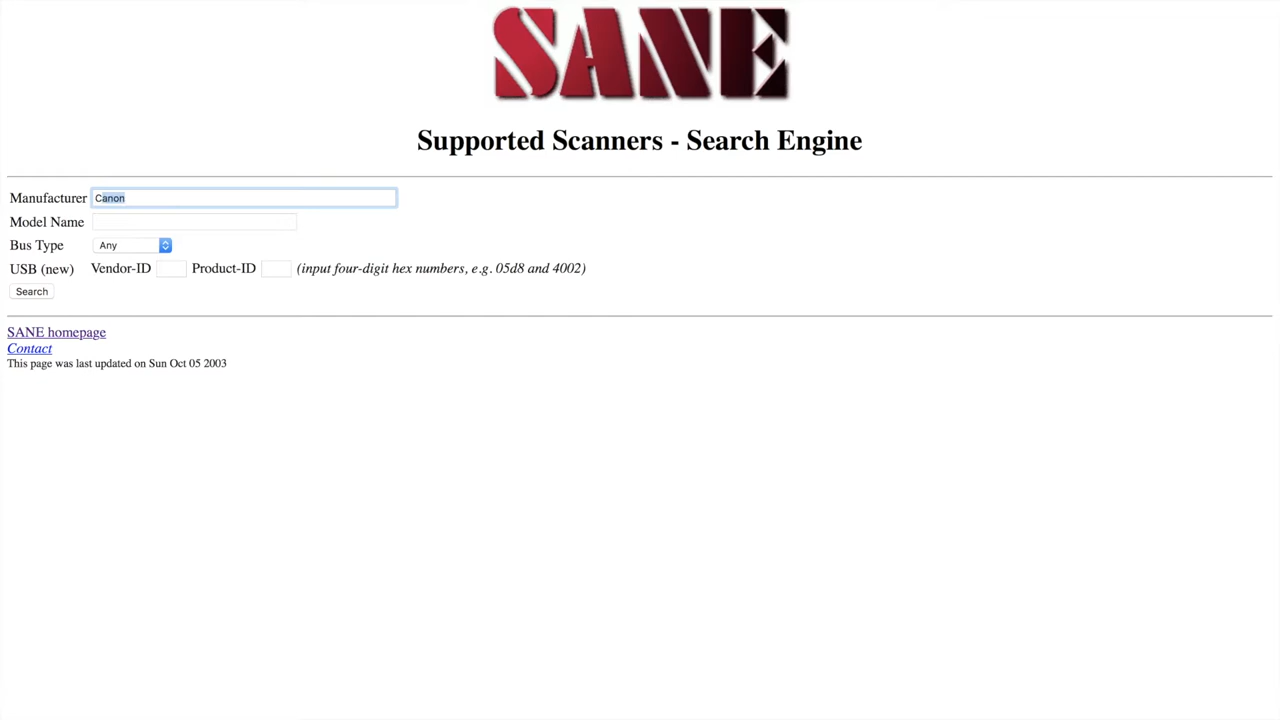 SANE
Supported Scanners - Search Engine
Manufacturer Canon
Model Name
Bus Type Any
USB (new) Vendor-ID Product-ID (input four-digit hex numbers, e.g. 05d8 and 4002)
Search
SANE homepage
Contact
This page was last updated on Sun Oct 05 2003